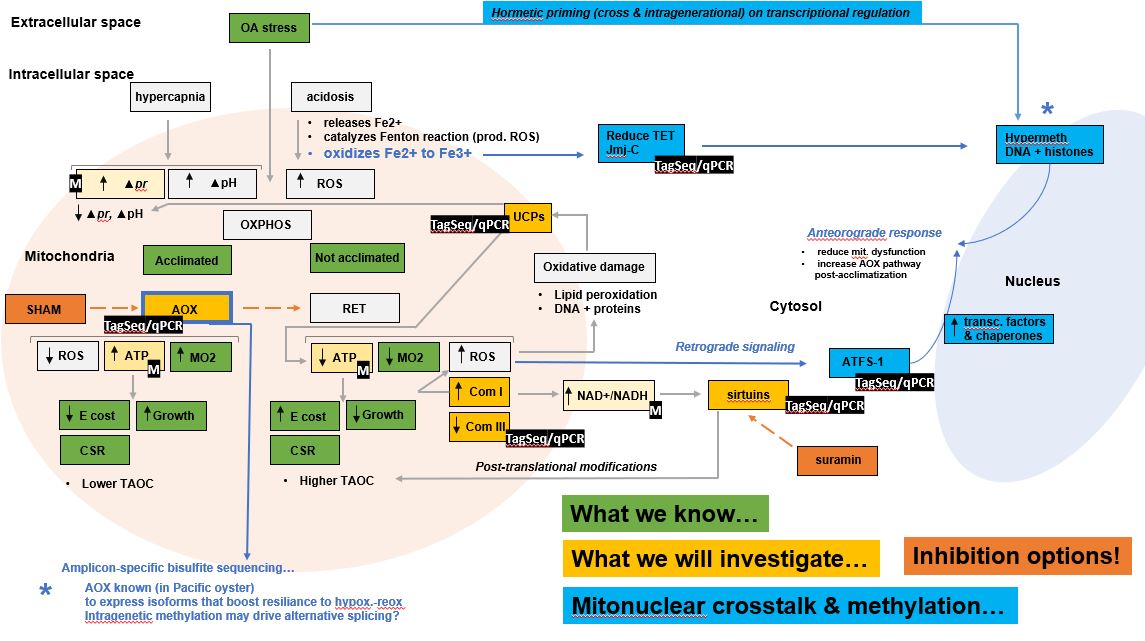 Extracellular space
OA stress
Hormetic priming (cross & intragenerational) on transcriptional regulation
Intracellular space
hypercapnia
acidosis
• releases Fe2+
• catalyzes Fenton reaction (prod. ROS)
• oxidizes Fe2+ to Fe3+
Reduce TET
Jmj-C
TagSeq/qPCR
*
Hypermeth
DNA + histones
M
↑ ▲pr
↑ ▲pH
↑ ROS
↓ ▲pr, ▲pH
OXPHOS
TagSeq/qPCR
UCPs
Mitochondria
Acclimated
Not acclimated
Oxidative damage
• Lipid peroxidation
• DNA + proteins
Anteorograde response
• reduce mit. dysfunction
• increase AOX pathway
post-acclimatization
Nucleus
Cytosol
SHAM
AOX
TagSeq/qPCR
RET
↑ transc. factors
& chaperones
↓ ROS
↑ ATP
M
↑ MO2
↓ ATP
M
↓ MO2
↑ ROS
Retrograde signaling
ATFS-1
TagSeq/qPCR
↑ Com I
↓ Com III
TagSeq/qPCR
↑ NAD+/NADH
M
sirtuins
TagSeq/qPCR
↓ E cost
↑ Growth
CSR
• Lower TAOC
↑ E cost
↓ Growth
CSR
• Higher TAOC
Post-translational modifications
suramin
What we know…
What we will investigate…
Inhibition options!
Mitonuclear crosstalk & methylation…
Amplicon-specific bisulfite sequencing…
*
AOX known (in Pacific oyster)
to express isoforms that boost resiliance to hypox.-reox
Intragenetic methylation may drive alternative splicing?